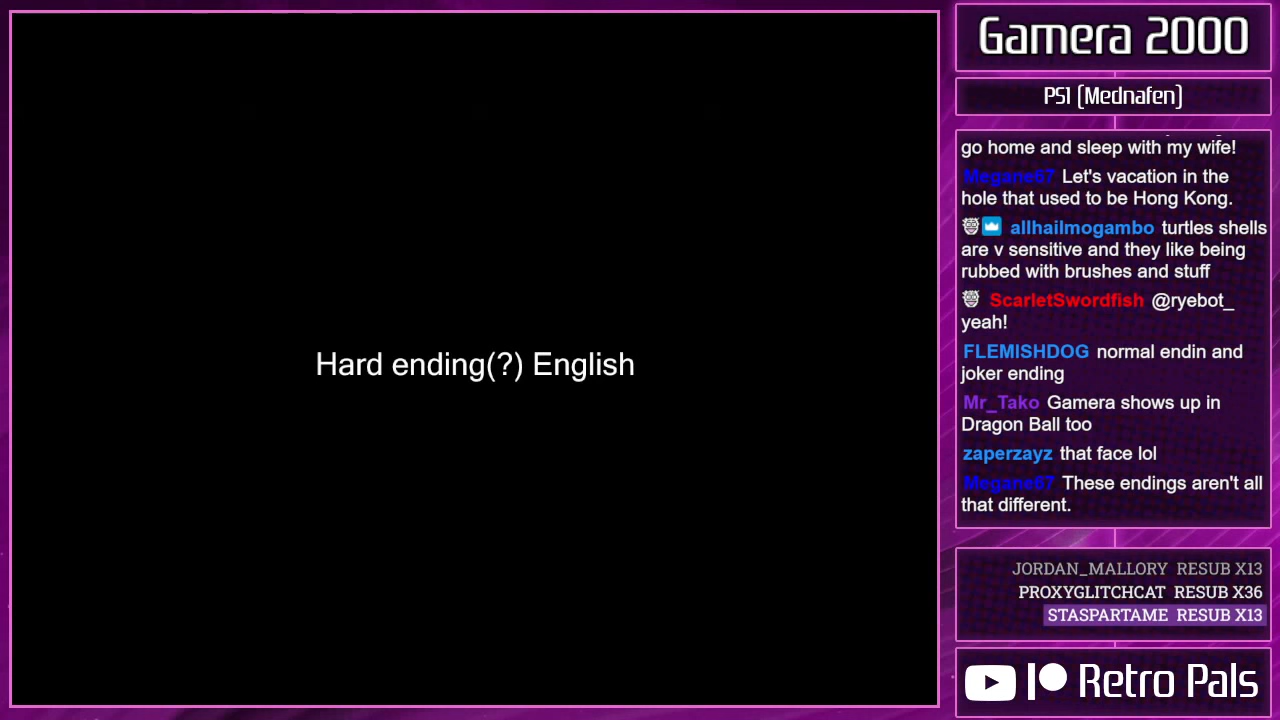 Gamera 2000
PS1 (Mednafen)
go home and sleep with my wife!
Megane67 Let's vacation in the
hole that used to be Hong Kong.
allhailmogambo turtles shells
are v sensitive and they like being
rubbed with brushes and stuff
ScarletSwordfish @ryebot_
yeah!
FLEMISHDOG normal endin and
joker ending
Mr_Tako Gamera shows up in
Dragon Ball too
zaperzayz that face lol
Megane67 These endings aren't all
that different.
Hard ending(?) English
JORDAN_MALLORY RESUB X13
PROXYGLITCHCAT RESUB X36
STASPARTAME RESUB X13
Retro Pals